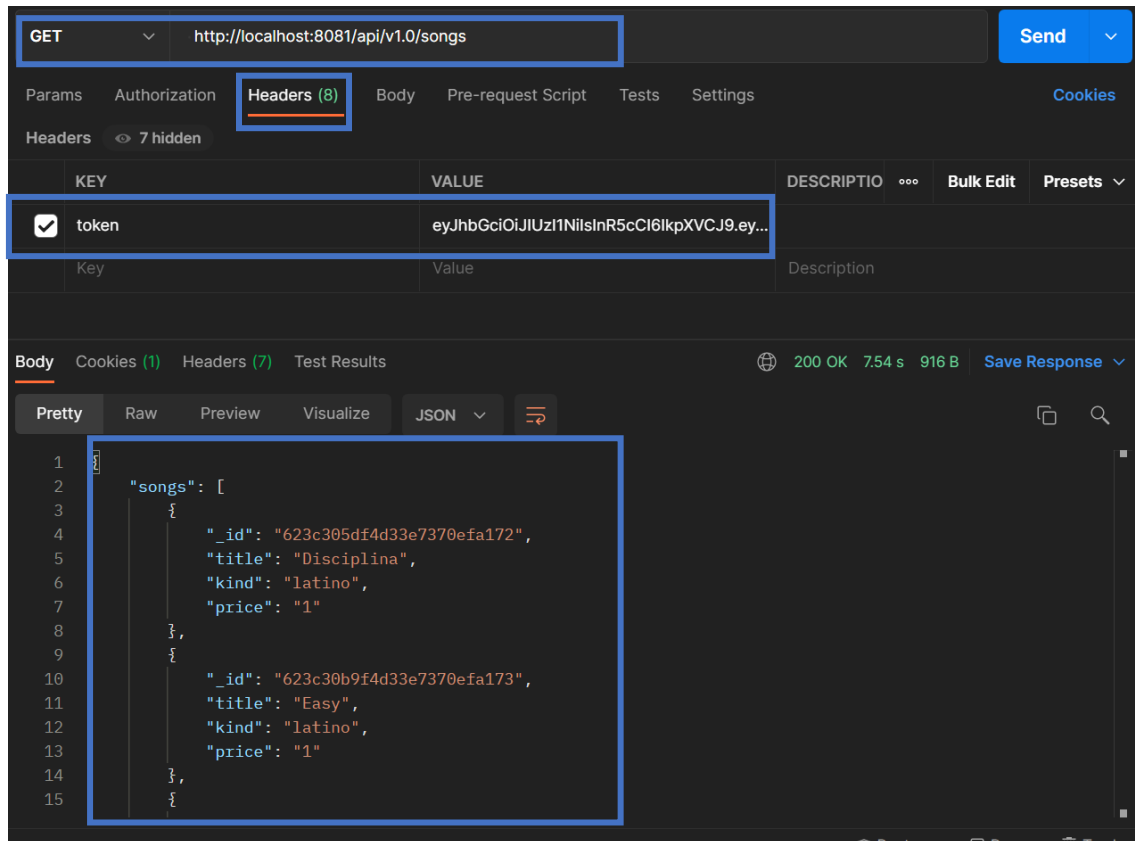 GET http://localhost:8081/api/v1.0/songs Send
Params Authorization Headers (8) Body Pre-request Script Tests Settings Cookies
Headers 7 hidden
KEY VALUE DESCRIPTIO Bulk Edit Presets
token eyJhbGciOiJIUzI1NiIsInR5cCI6IkpXVCJ9.ey...
Key Value Description
Body Cookies (1) Headers (7) Test Results 200 OK 7.54 s 916 B Save Response
Pretty Raw Preview Visualize JSON
1 {
2 "songs": [
3 {
4 "_id": "623c305df4d33e7370efa172",
5 "title": "Disciplina",
6 "kind": "latino",
7 "price": "1"
8 },
9 {
10 "_id": "623c30b9f4d33e7370efa173",
11 "title": "Easy",
12 "kind": "latino",
13 "price": "1"
14 },
15 {